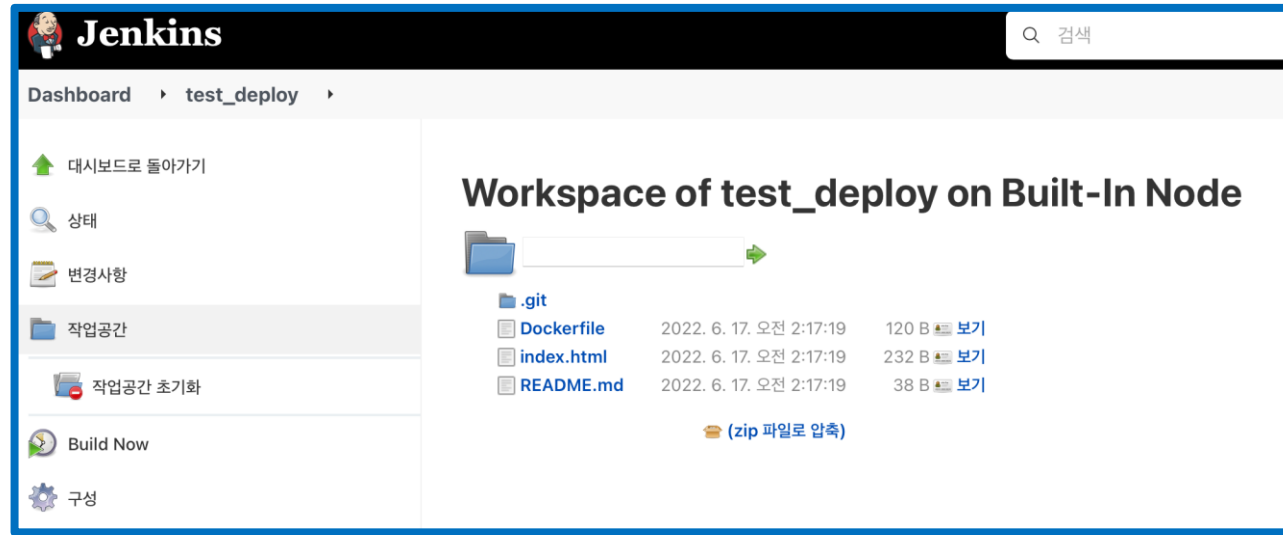 Jenkins
검색
Dashboard
test_deploy
대시보드로 돌아가기
상태
변경사항
작업공간
작업공간 초기화
Build Now
구성
Workspace of test_deploy on Built-In Node
.git
Dockerfile 2022. 6. 17. 오전 2:17:19 120 B 보기
index.html 2022. 6. 17. 오전 2:17:19 232 B 보기
README.md 2022. 6. 17. 오전 2:17:19 38 B 보기
(zip 파일로 압축)